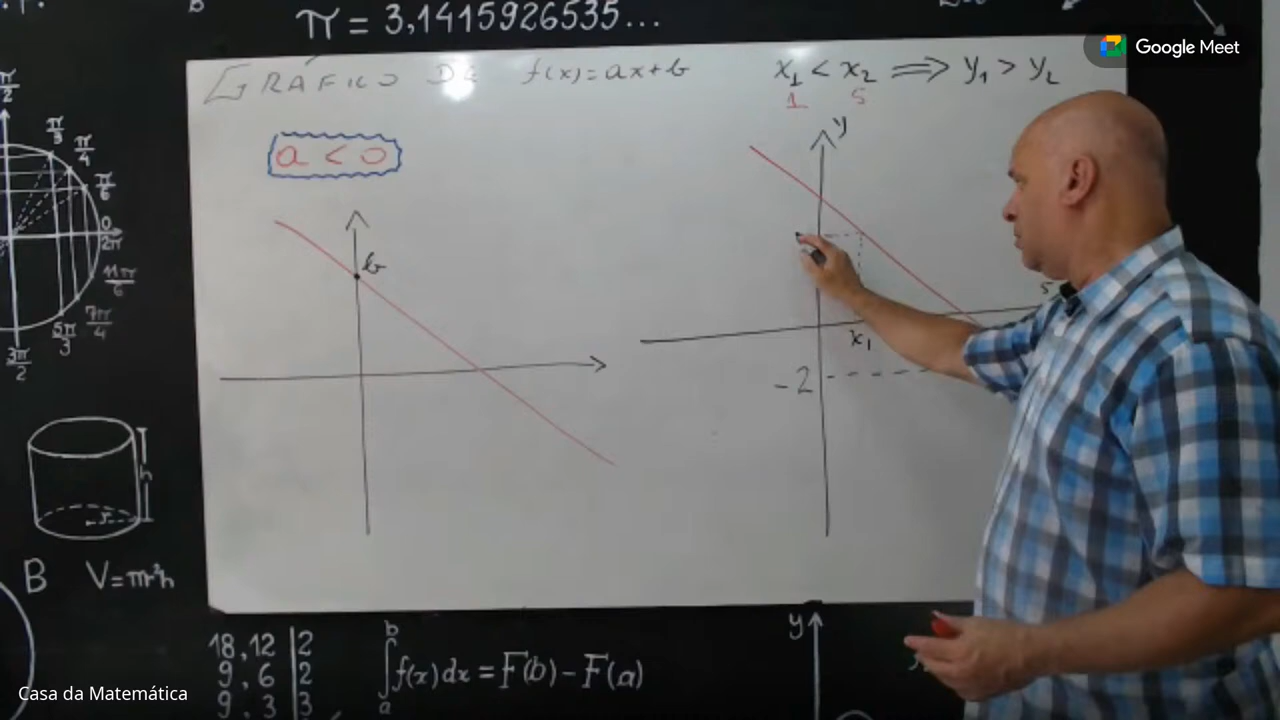 π = 3,1415926535...
Google Meet
GRÁFICO DE f(x) = ax + b
x₁ < x₂ ⟹ y₁ > y₂
1 5
a < 0
b
y
5
x₁
-2
π/2
π/3
π/4
π/6
0
2π
11π/6
7π/4
5π/3
3π/2
h
r
B V = πr²h
18,12 | 2
9, 6 | 2
9, 3 | 3
∫ₐᵇ f(x) dx = F(b) – F(a)
y
Casa da Matemática